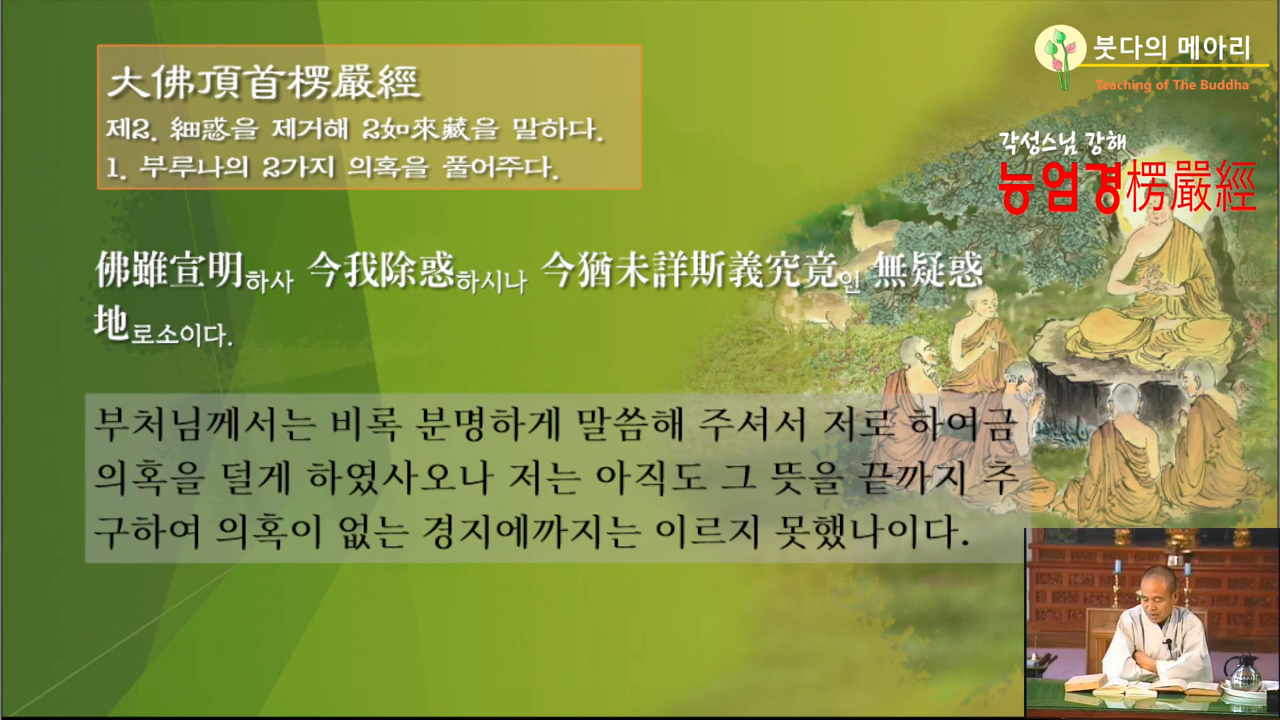 大佛頂首楞嚴經
제2. 細惑을 제거해 2如來藏을 말하다.
1. 부루나의 2가지 의혹을 풀어주다.
붓다의 메아리
Teaching of The Buddha
각성스님 강해
능엄경楞嚴經
佛雖宣明하사 今我除惑하시나 今猶未詳斯義究竟인 無疑惑
地로소이다.
부처님께서는 비록 분명하게 말씀해 주셔서 저로 하여금
의혹을 덜게 하였사오나 저는 아직도 그 뜻을 끝까지 추
구하여 의혹이 없는 경지에까지는 이르지 못했나이다.